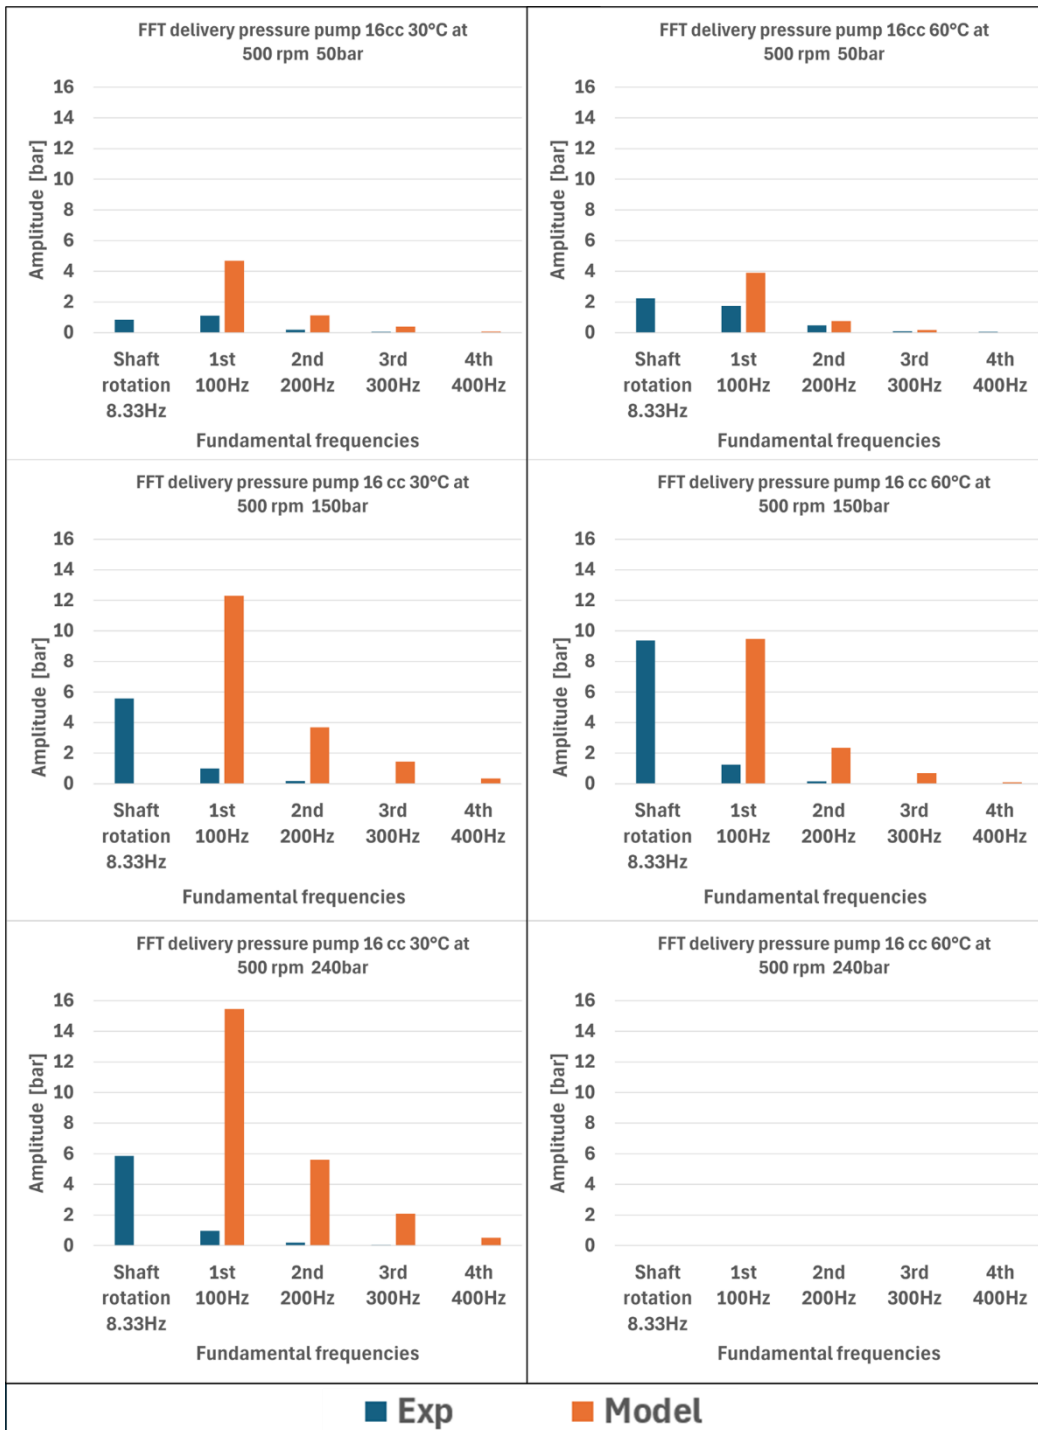 FFT delivery pressure pump 16cc 30°C at
500 rpm 50bar
Amplitude [bar]
16
14
12
10
8
6
4
2
0
Shaft 1st 2nd 3rd 4th
rotation 100Hz 200Hz 300Hz 400Hz
8.33Hz
Fundamental frequencies
FFT delivery pressure pump 16cc 60°C at
500 rpm 50bar
Amplitude [bar]
16
14
12
10
8
6
4
2
0
Shaft 1st 2nd 3rd 4th
rotation 100Hz 200Hz 300Hz 400Hz
8.33Hz
Fundamental frequencies
FFT delivery pressure pump 16 cc 30°C at
500 rpm 150bar
Amplitude [bar]
16
14
12
10
8
6
4
2
0
Shaft 1st 2nd 3rd 4th
rotation 100Hz 200Hz 300Hz 400Hz
8.33Hz
Fundamental frequencies
FFT delivery pressure pump 16 cc 60°C at
500 rpm 150bar
Amplitude [bar]
16
14
12
10
8
6
4
2
0
Shaft 1st 2nd 3rd 4th
rotation 100Hz 200Hz 300Hz 400Hz
8.33Hz
Fundamental frequencies
FFT delivery pressure pump 16 cc 30°C at
500 rpm 240bar
Amplitude [bar]
16
14
12
10
8
6
4
2
0
Shaft 1st 2nd 3rd 4th
rotation 100Hz 200Hz 300Hz 400Hz
8.33Hz
Fundamental frequencies
FFT delivery pressure pump 16 cc 60°C at
500 rpm 240bar
Amplitude [bar]
16
14
12
10
8
6
4
2
0
Shaft 1st 2nd 3rd 4th
rotation 100Hz 200Hz 300Hz 400Hz
8.33Hz
Fundamental frequencies
Exp Model